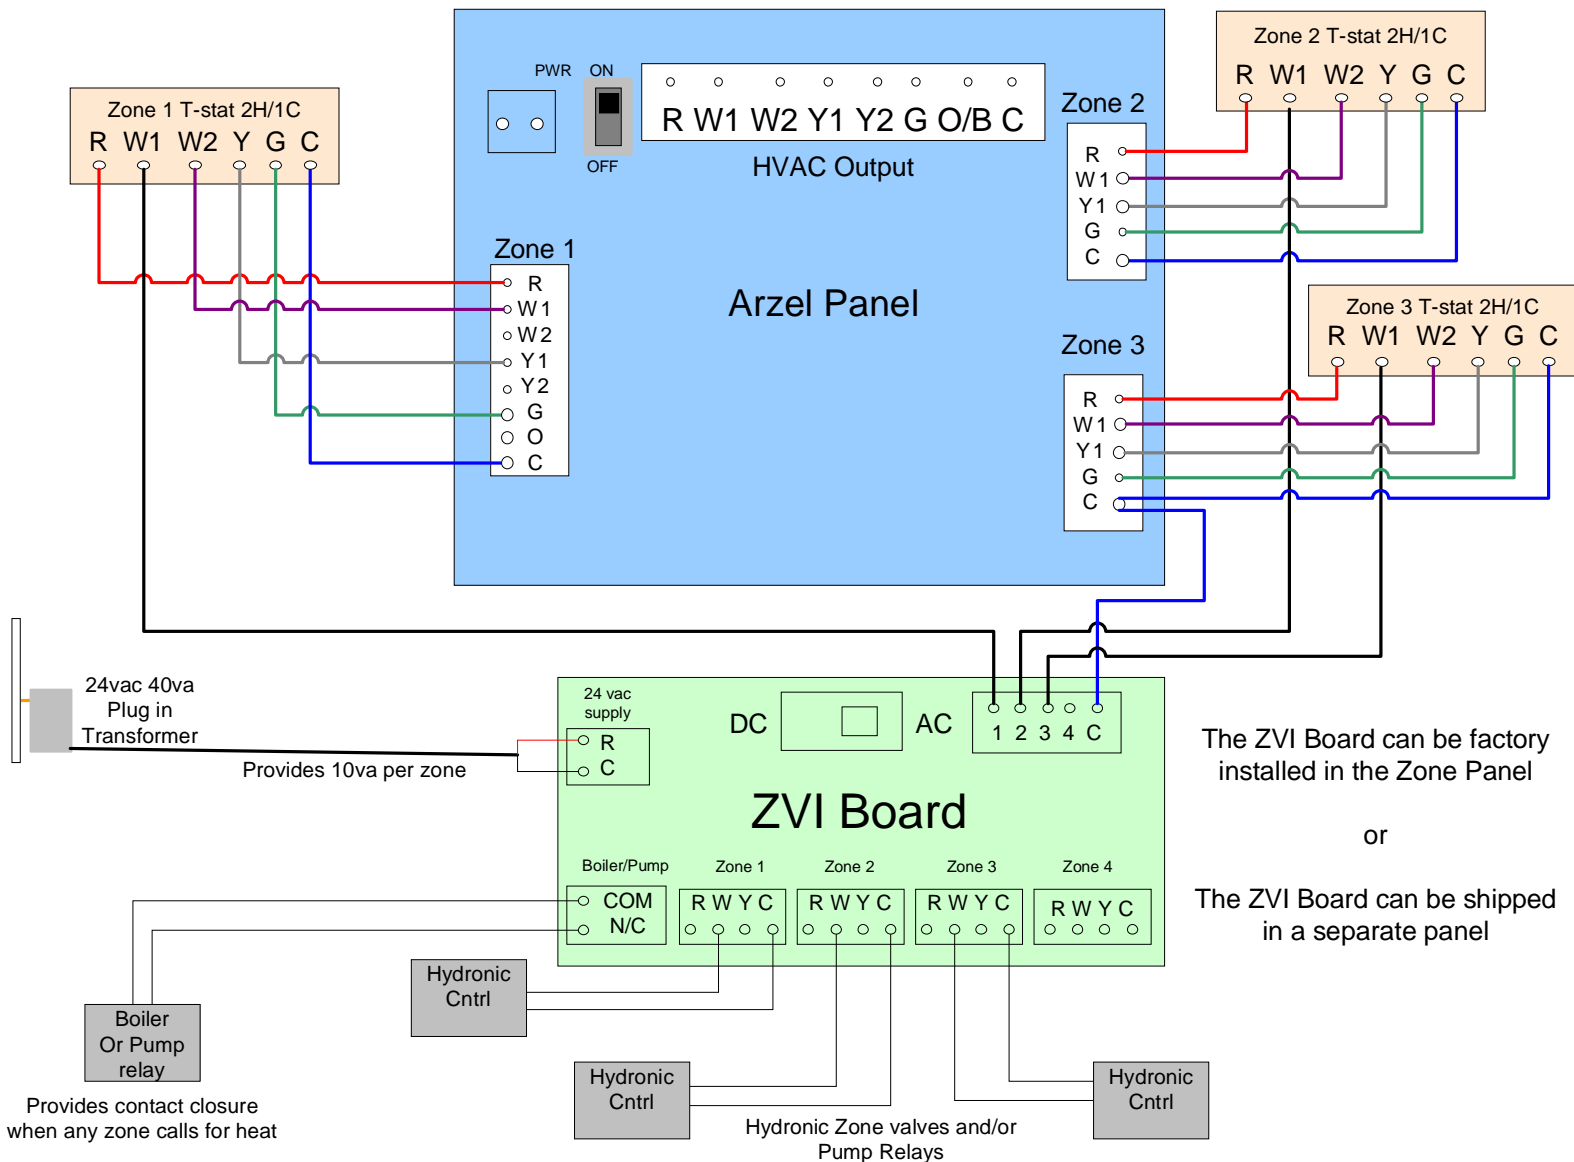 Zone 1 T-stat 2H/1C
R W1 W2 Y G C
PWR
ON
OFF
R W1 W2 Y1 Y2 G O/B C
HVAC Output
Zone 2 T-stat 2H/1C
R W1 W2 Y G C
Zone 2
R
W1
Y1
G
C
Zone 1
R
W1
W2
Y1
Y2
G
O
C
Arzel Panel
Zone 3 T-stat 2H/1C
R W1 W2 Y G C
Zone 3
R
W1
Y1
G
C
24vac 40va
Plug in
Transformer
Provides 10va per zone
24 vac
supply
R
C
DC
AC
1 2 3 4 C
ZVI Board
The ZVI Board can be factory
installed in the Zone Panel
or
The ZVI Board can be shipped
in a separate panel
Boiler/Pump
COM
N/C
Zone 1
R W Y C
Zone 2
R W Y C
Zone 3
R W Y C
Zone 4
R W Y C
Hydronic
Cntrl
Boiler
Or Pump
relay
Provides contact closure
when any zone calls for heat
Hydronic
Cntrl
Hydronic
Cntrl
Hydronic Zone valves and/or
Pump Relays